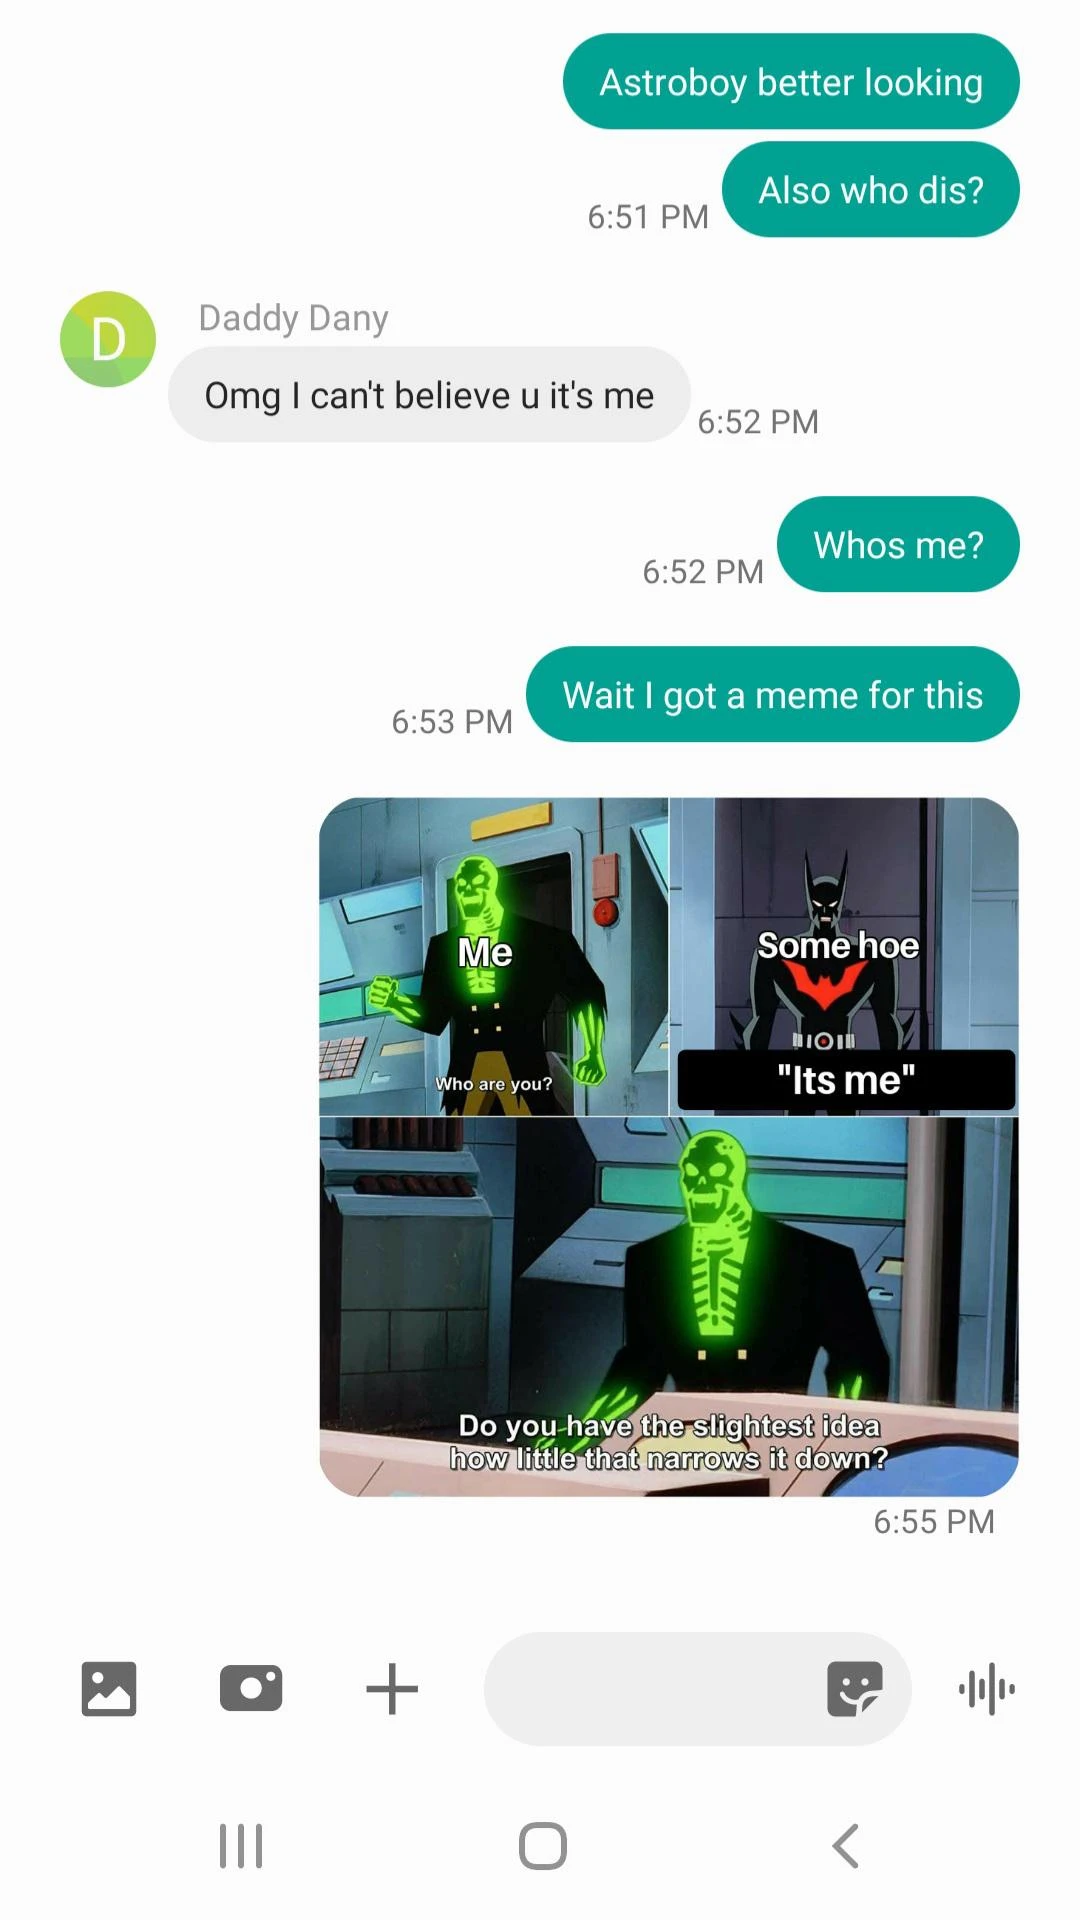 Astroboy better looking
Also who dis?
6:51 PM
D
Daddy Dany
Omg I can't believe u it's me
6:52 PM
Whos me?
6:52 PM
Wait I got a meme for this
6:53 PM
Me
Who are you?
Some hoe
"Its me"
Do you have the slightest idea
how little that narrows it down?
6:55 PM